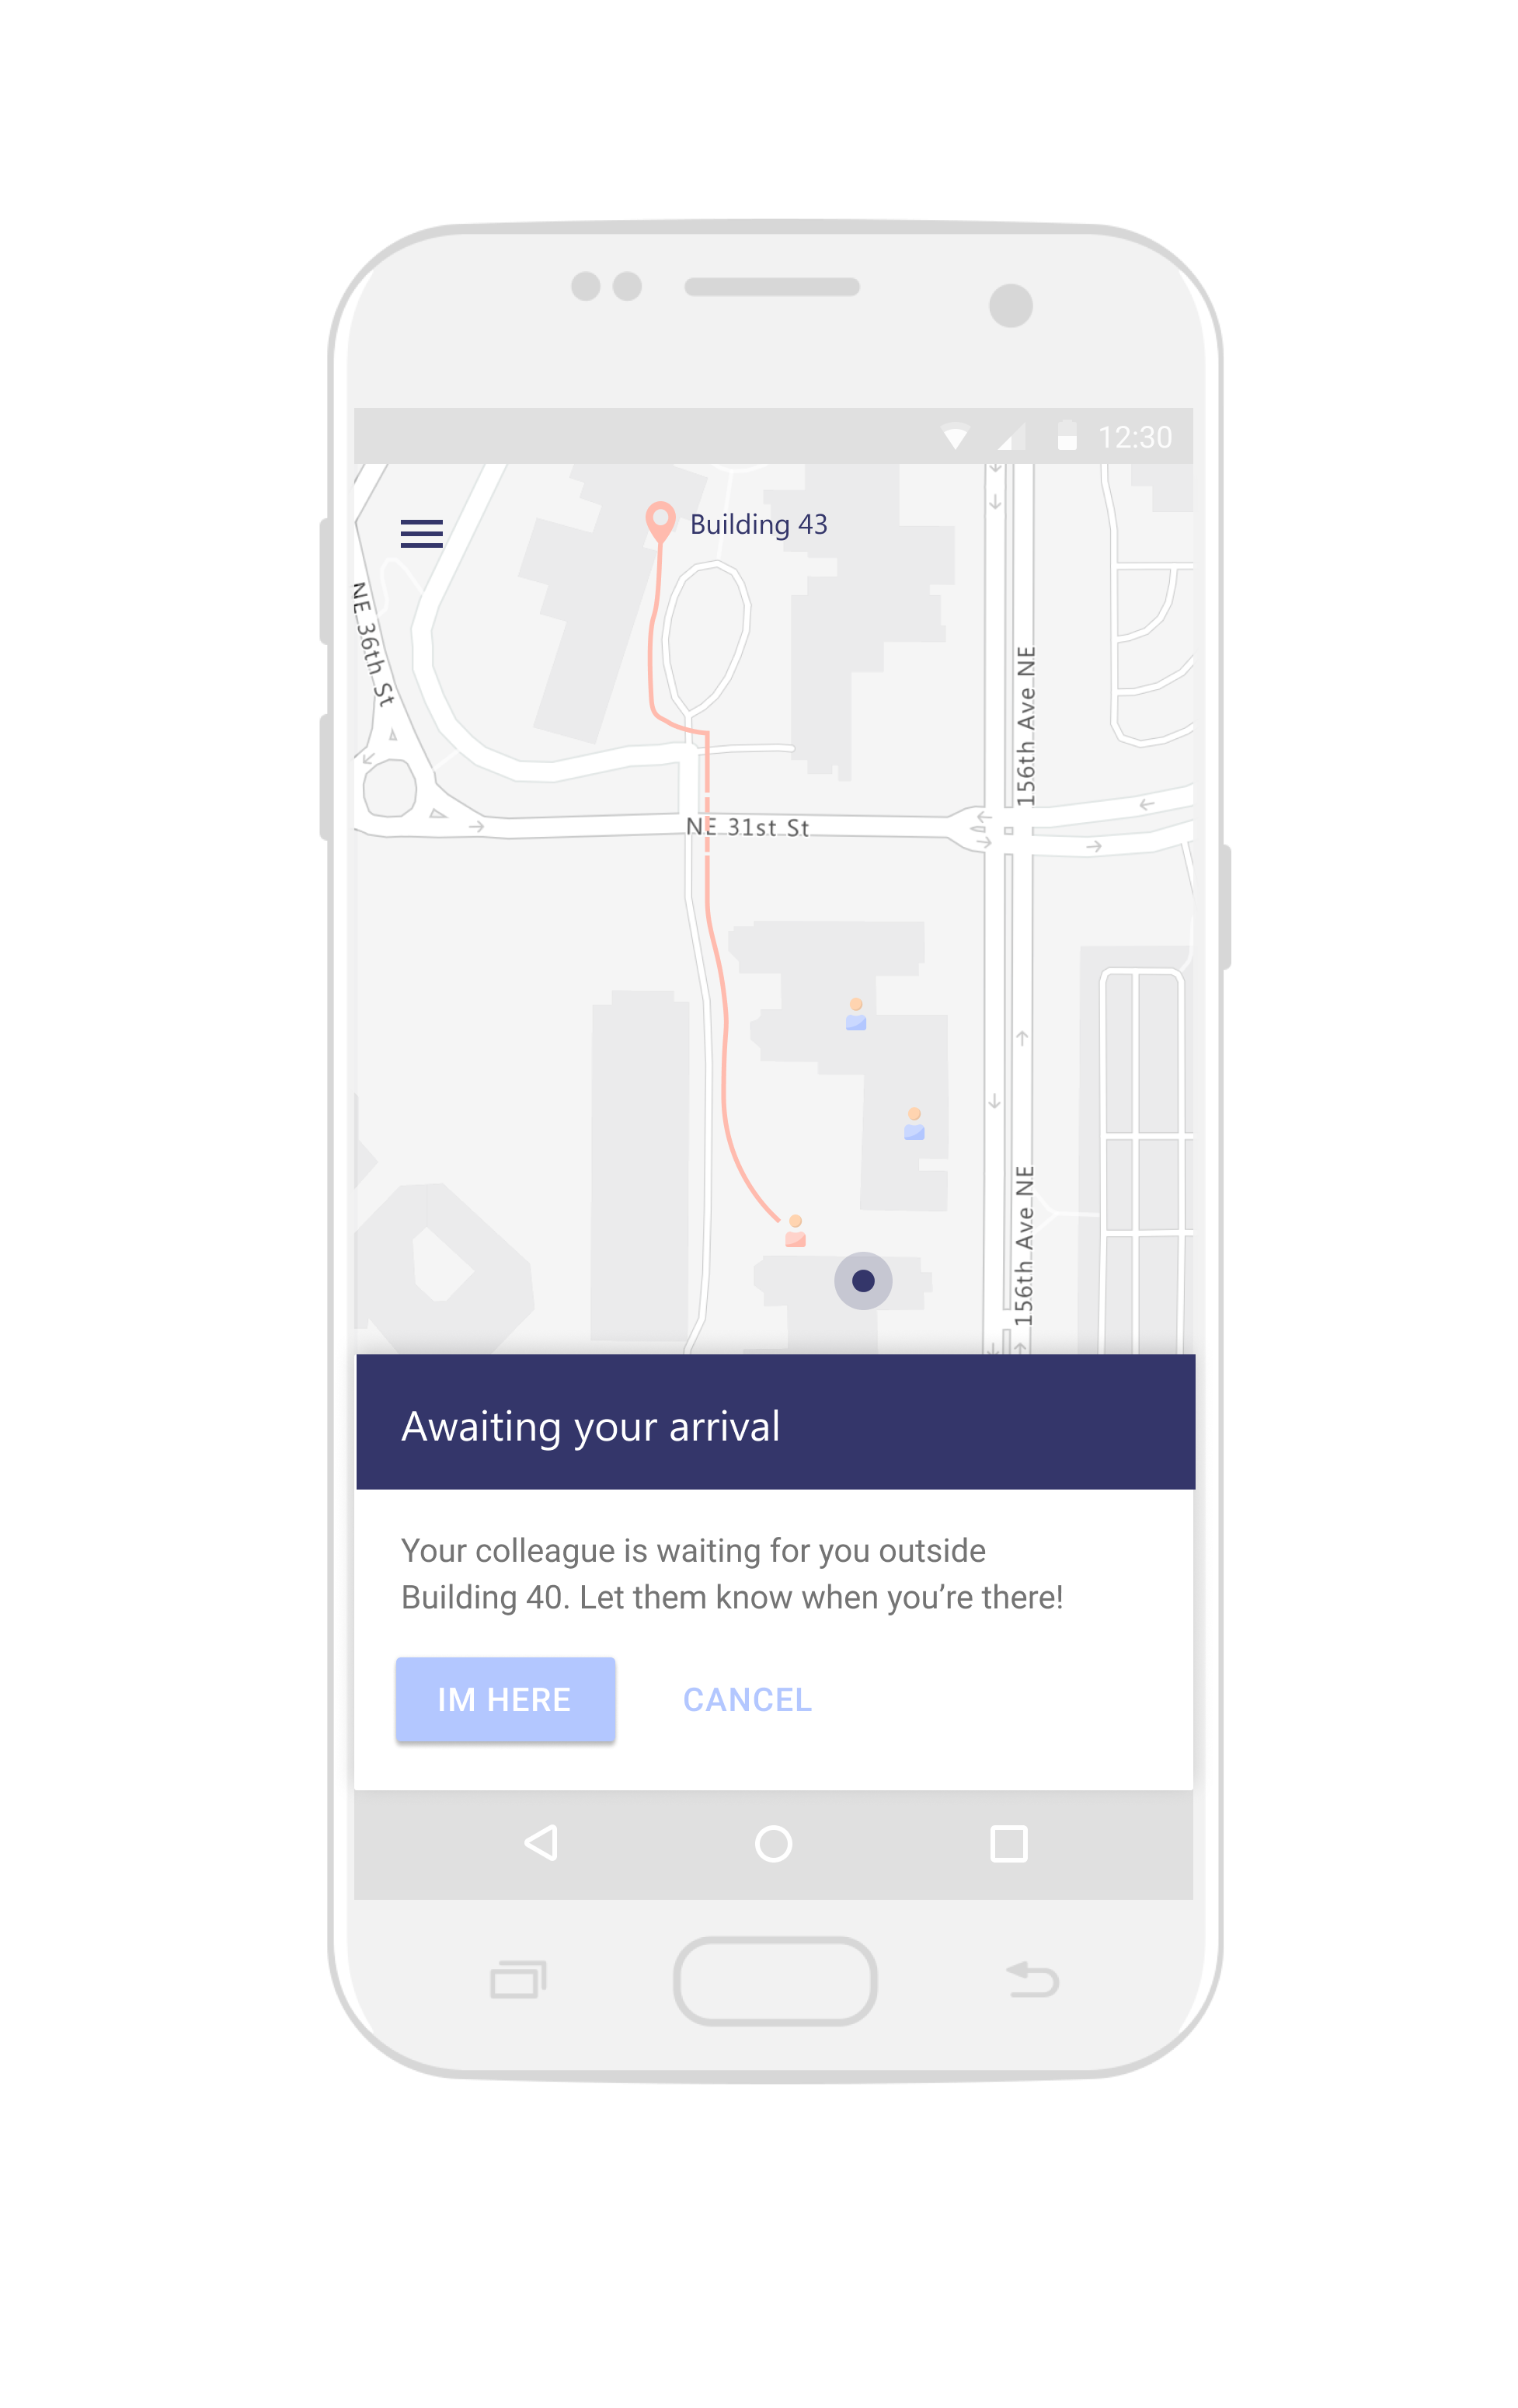 12:30
Building 43
NE 36th St
156th Ave NE
NE 31st St
156th Ave NE
Awaiting your arrival
Your colleague is waiting for you outside
Building 40. Let them know when you’re there!
IM HERE
CANCEL